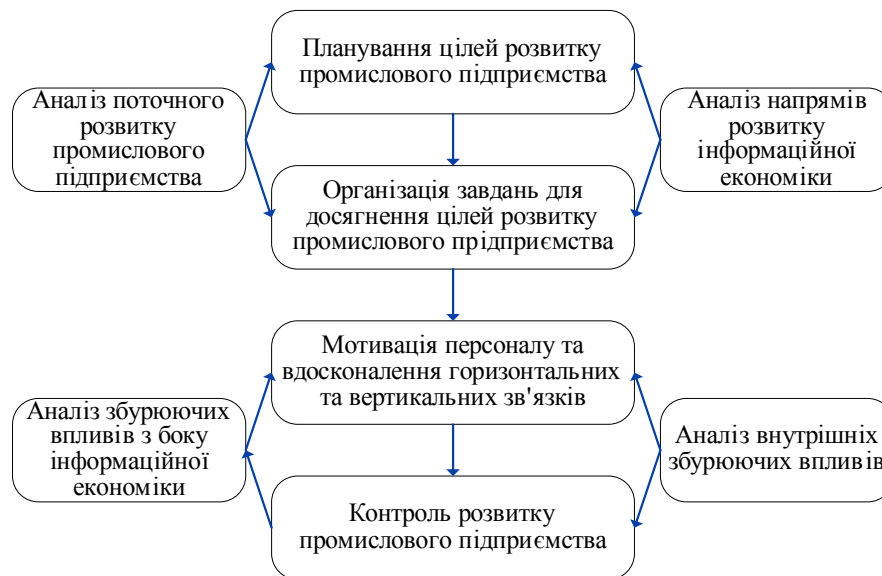 Планування цілей розвитку
промислового підприємства
Аналіз поточного
розвитку
промислового
підприємства
Аналіз напрямів
розвитку
інформаційної
економіки
Організація завдань для
досягнення цілей розвитку
промислового прідприємства
Мотивація персоналу та
вдосконалення горизонтальних
та вертикальних зв'язків
Аналіз збурюючих
впливів з боку
інформаційної
економіки
Аналіз внутрішніх
збурюючих впливів
Контроль розвитку
промислового підприємства